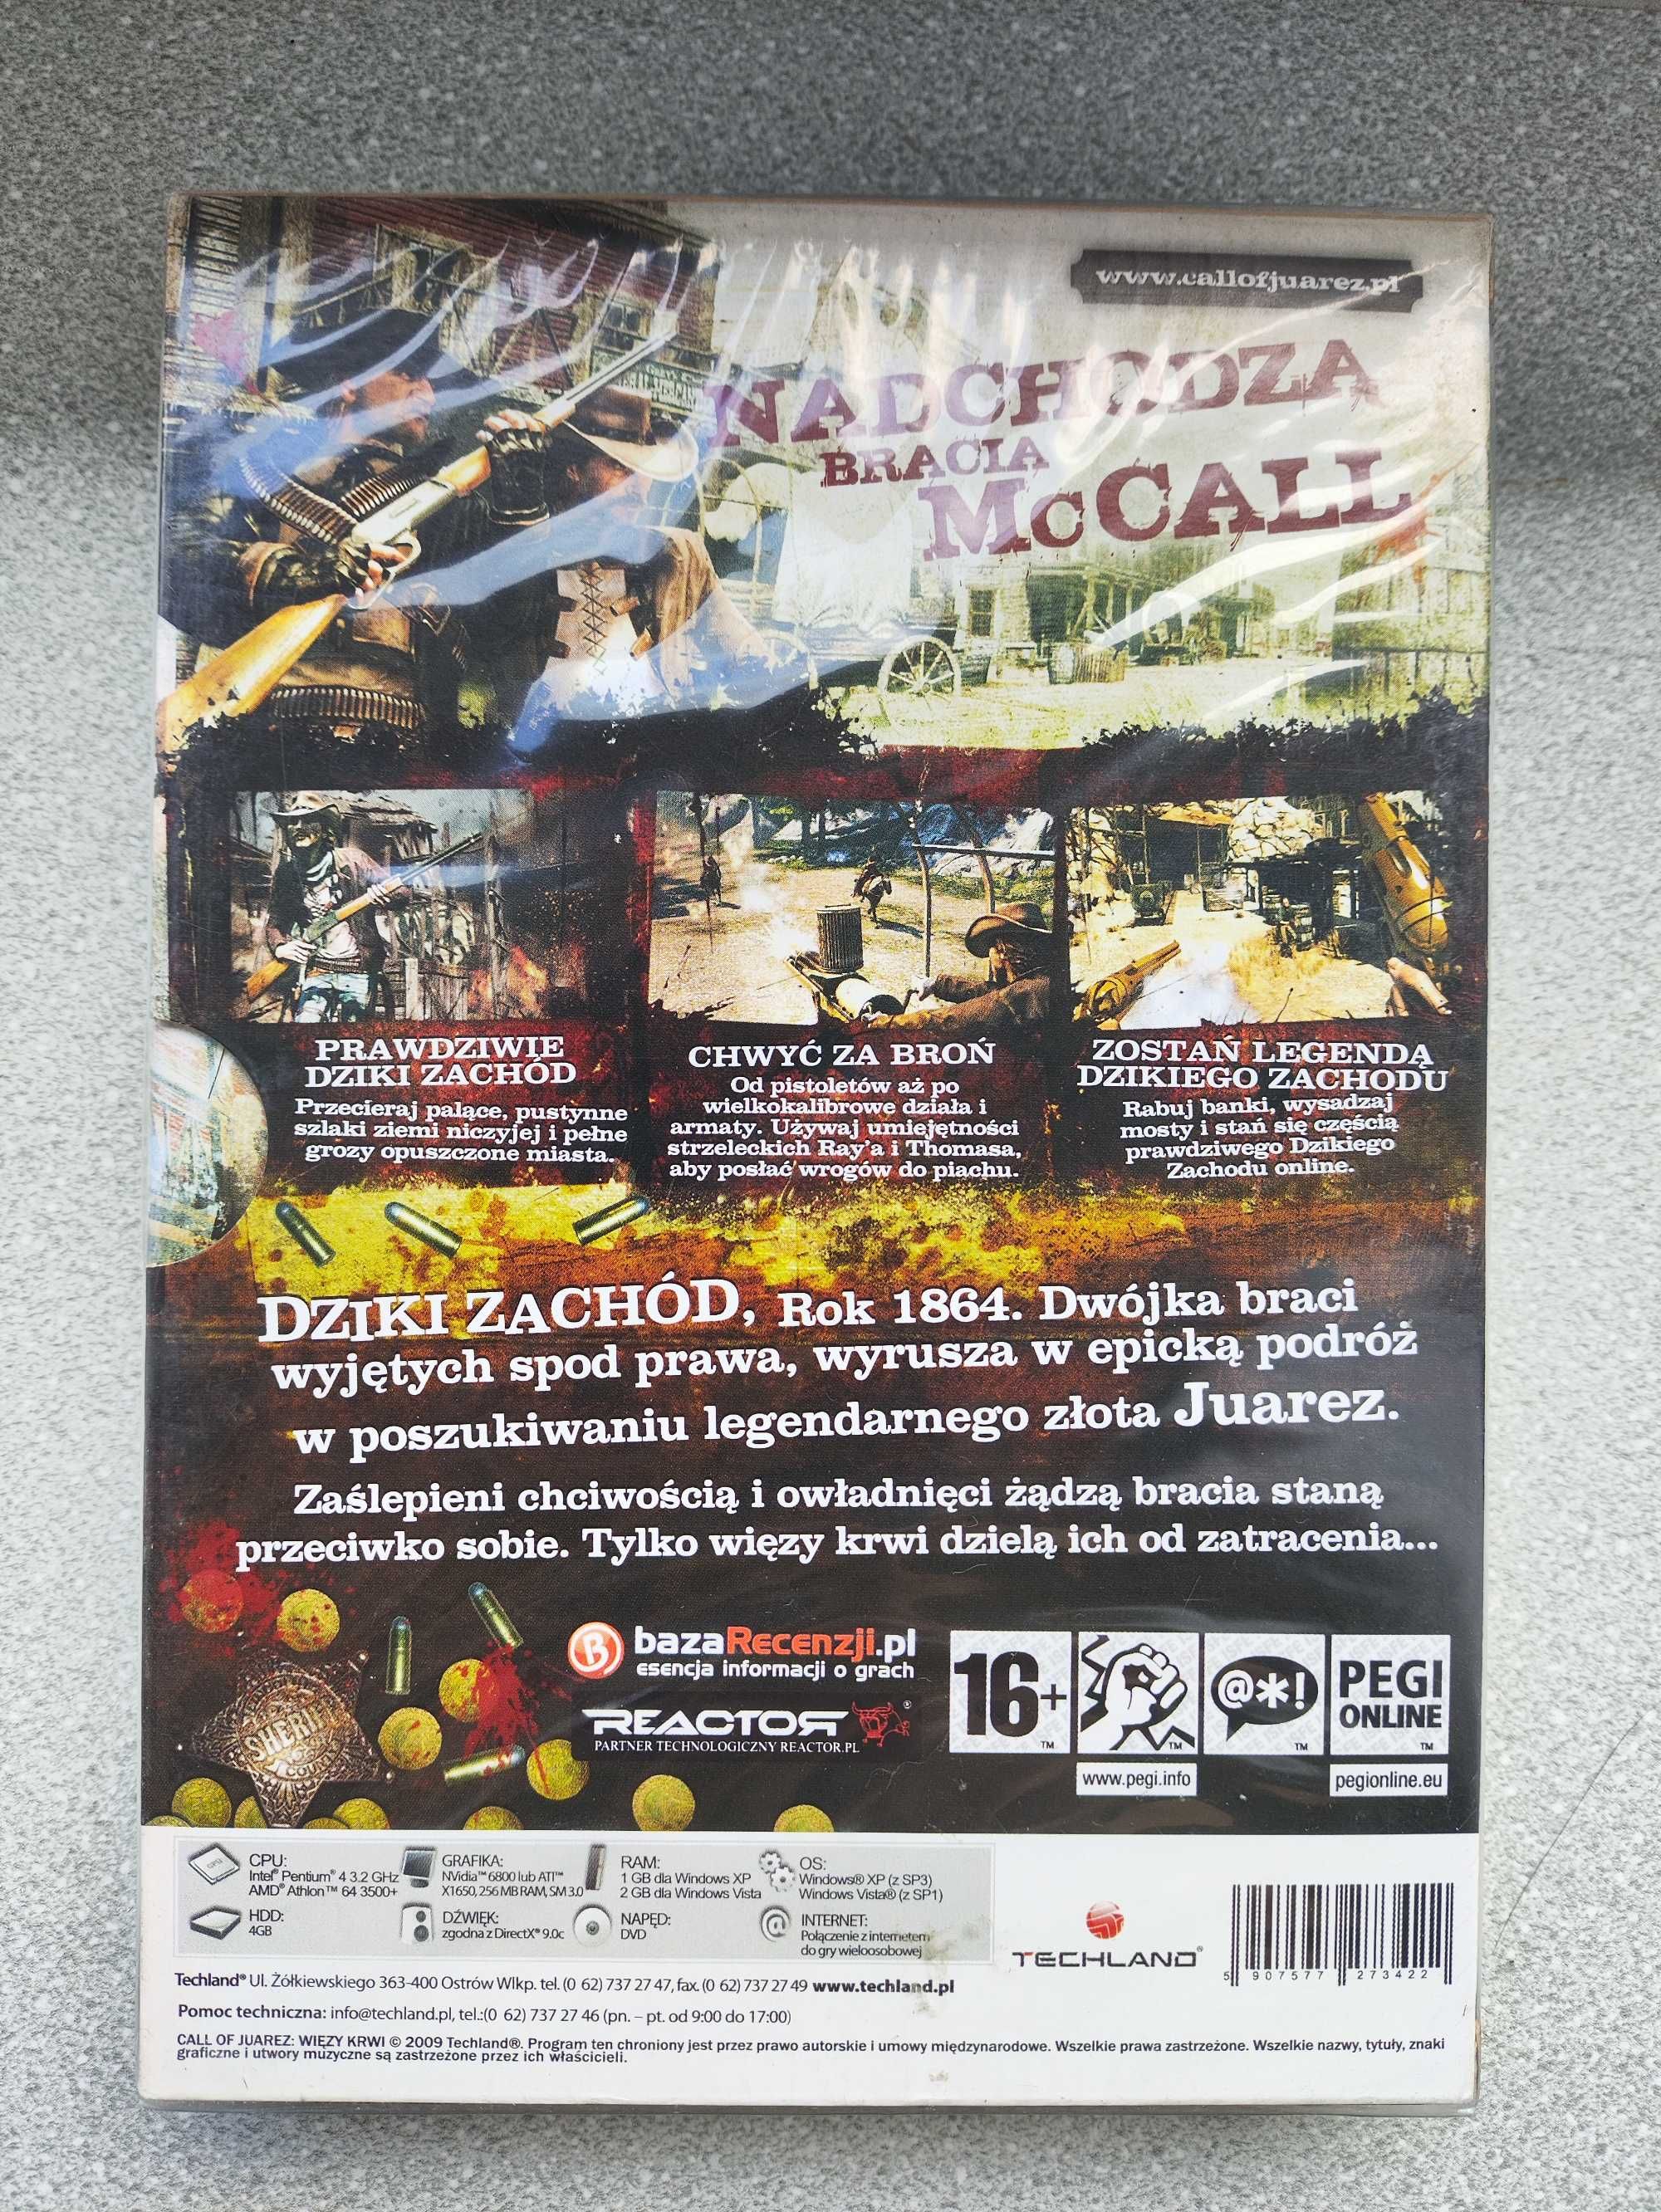 www.callofjuarez.pl
NADCHODZĄ
BRACIA
McCALL
PRAWDZIWIE
DZIKI ZACHÓD
Przecieraj palące, pustynne
szlaki ziemi niczyjej i pełne
grozy opuszczone miasta.
CHWYĆ ZA BROŃ
Od pistoletów aż po
wielkokalibrowe działa i
armaty. Używaj umiejętności
strzeleckich Ray'a i Thomasa,
aby posłać wrogów do piachu.
ZOSTAŃ LEGENDĄ
DZIKIEGO ZACHODU
Rabuj banki, wysadzaj
mosty i stań się częścią
prawdziwego Dzikiego
Zachodu online.
DZIKI ZACHÓD, Rok 1864. Dwójka braci
wyjętych spod prawa, wyrusza w epicką podróż
w poszukiwaniu legendarnego złota Juarez.
Zaślepieni chciwością i owładnięci żądzą bracia staną
przeciwko sobie. Tylko więzy krwi dzielą ich od zatracenia...
SHERIFF
COUNTY
B bazaRecenzji.pl
esencja informacji o grach
REACTOR®
PARTNER TECHNOLOGICZNY REACTOR.PL
16+ ™
™
@*! ™
PEGI
ONLINE
™
www.pegi.info
pegionline.eu
CPU:
Intel® Pentium® 4 3.2 GHz
AMD® Athlon™ 64 3500+
GRAFIKA:
NVidia™ 6800 lub ATI™
X1650, 256 MB RAM, SM 3.0
RAM:
1 GB dla Windows XP
2 GB dla Windows Vista
OS:
Windows® XP (z SP3)
Windows Vista® (z SP1)
HDD:
4GB
DŹWIĘK:
zgodna z DirectX® 9.0c
NAPĘD:
DVD
INTERNET:
Połączenie z internetem
do gry wieloosobowej
TECHLAND®
5 907577 273422
Techland® Ul. Żółkiewskiego 3 63-400 Ostrów Wlkp. tel. (0 62) 737 27 47, fax. (0 62) 737 27 49 www.techland.pl
Pomoc techniczna: info@techland.pl, tel.:(0 62) 737 27 46 (pn. – pt. od 9:00 do 17:00)
CALL OF JUAREZ: WIĘZY KRWI © 2009 Techland®. Program ten chroniony jest przez prawo autorskie i umowy międzynarodowe. Wszelkie prawa zastrzeżone. Wszelkie nazwy, tytuły, znaki
graficzne i utwory muzyczne są zastrzeżone przez ich właścicieli.